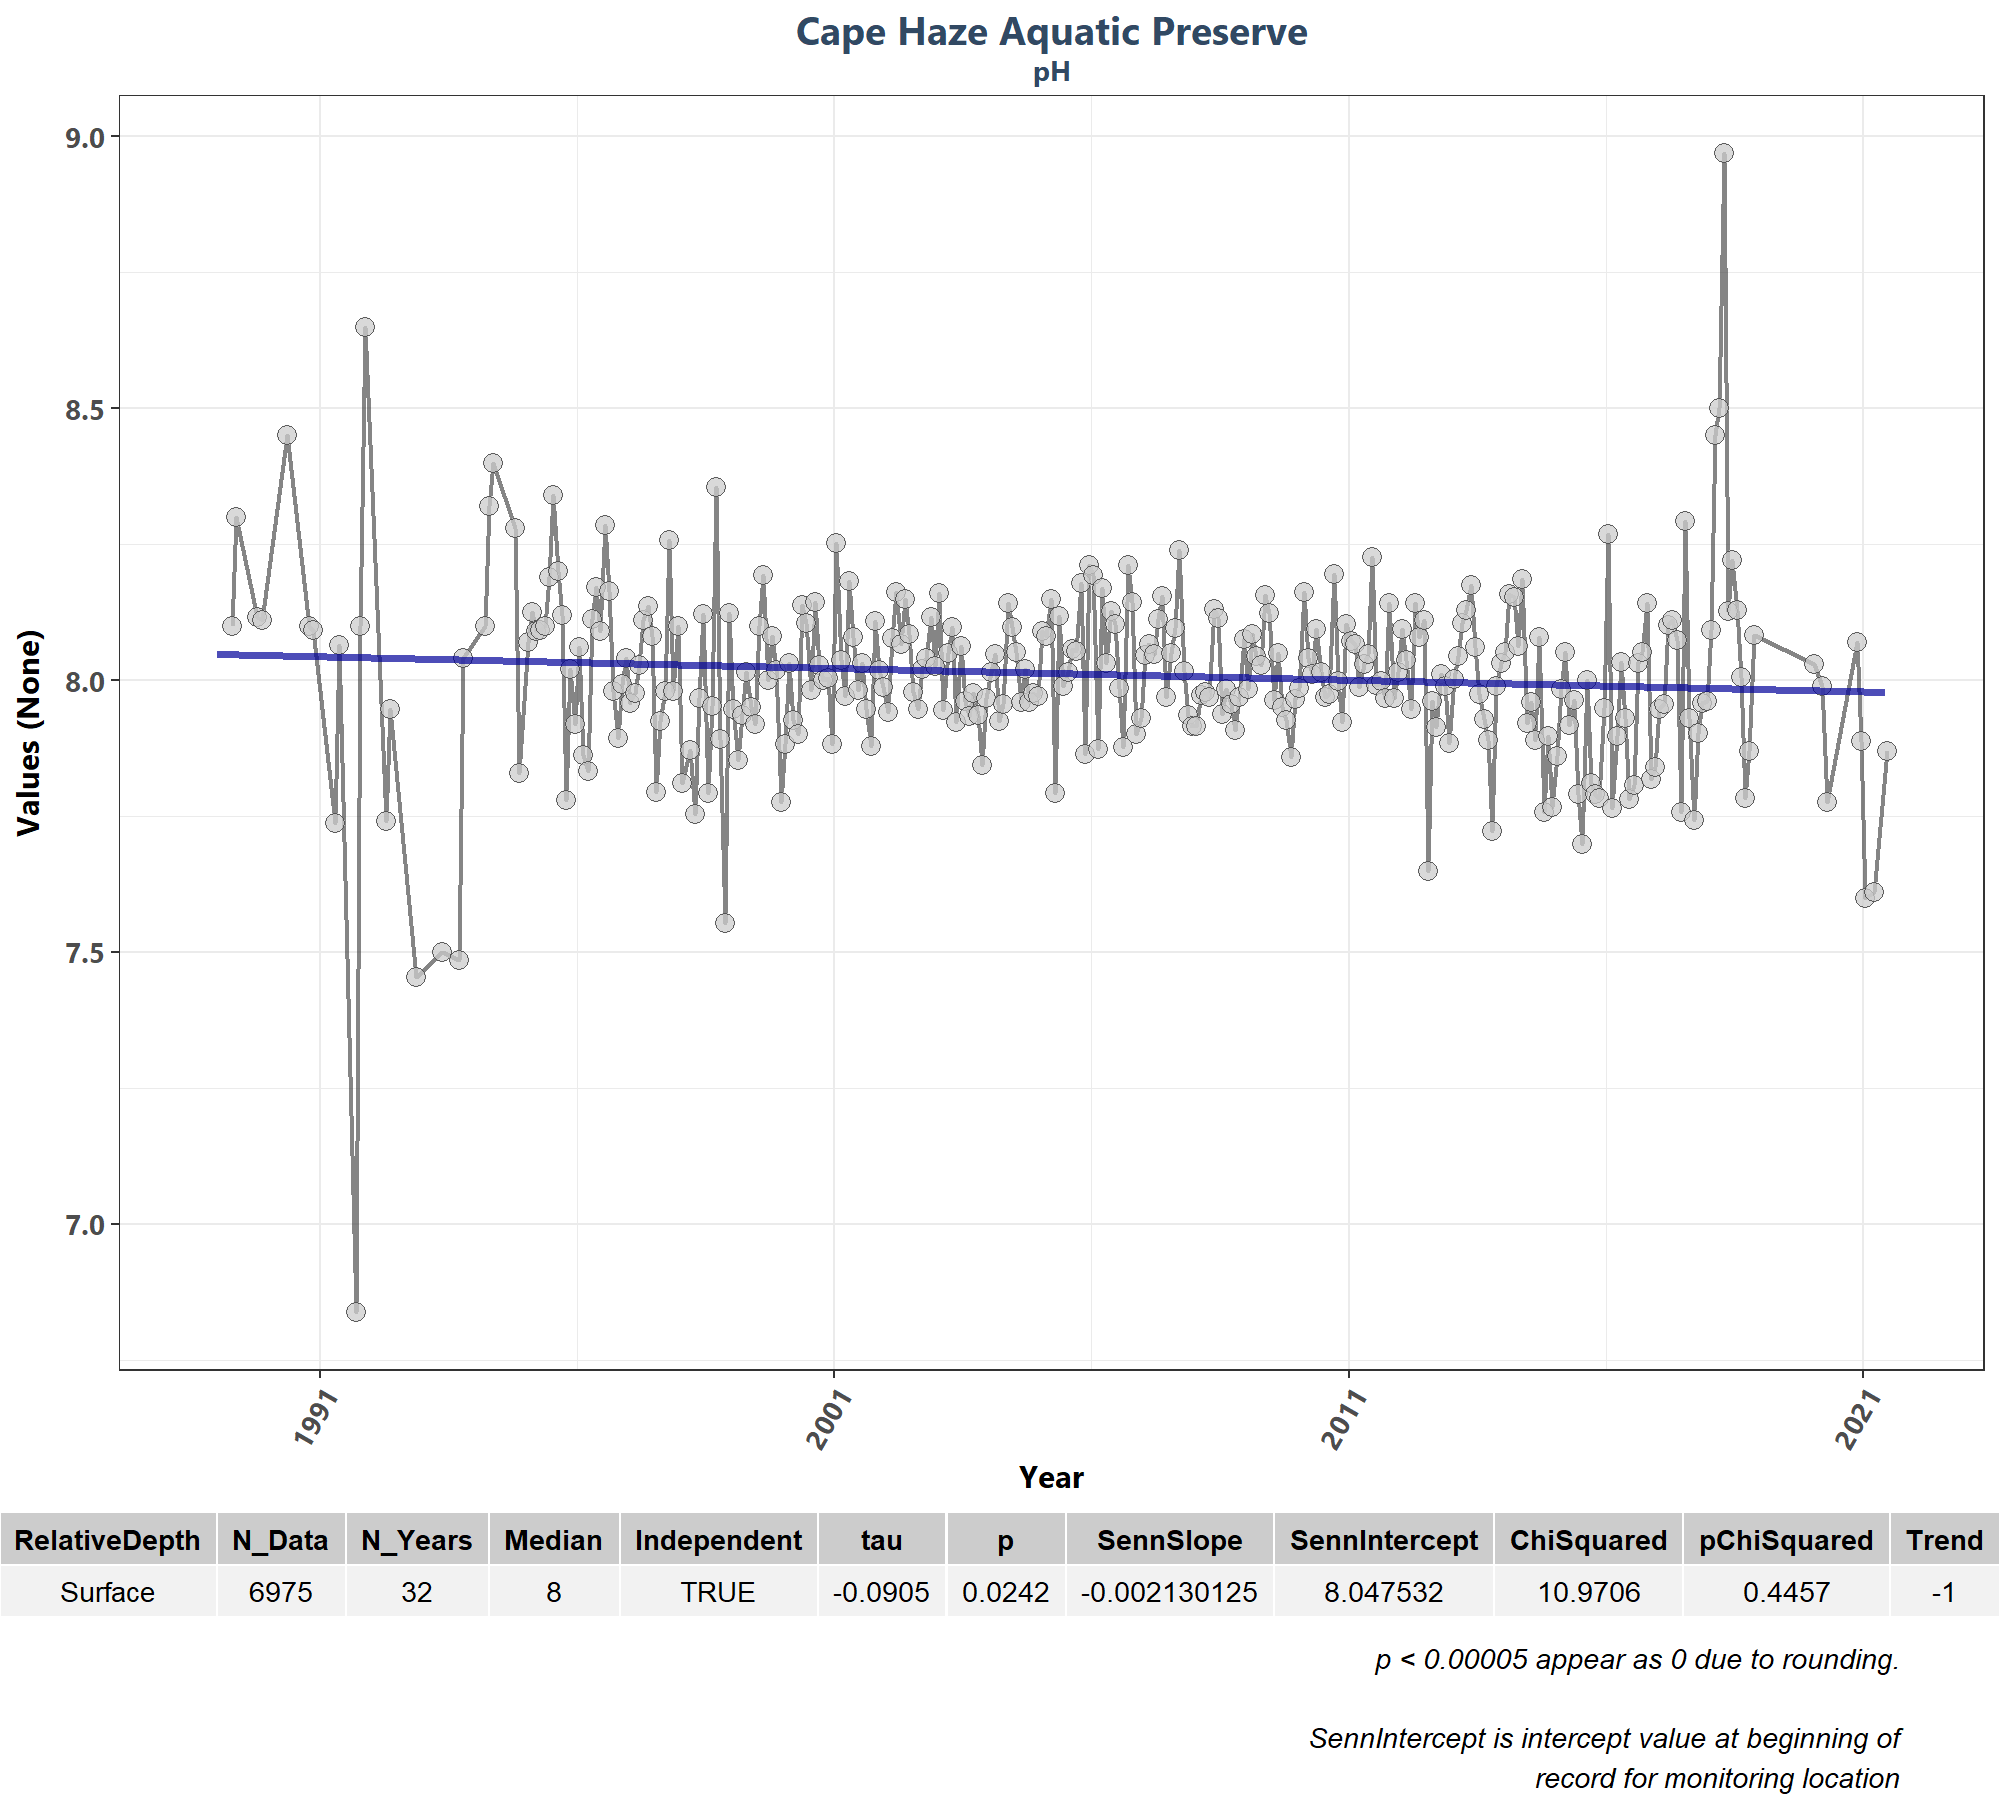 Cape Haze Aquatic Preserve
pH
Values (None)
9.0
8.5
8.0
7.5
7.0
1991
2001
2011
2021
Year
RelativeDepth N_Data N_Years Median Independent tau p SennSlope SennIntercept ChiSquared pChiSquared Trend
Surface 6975 32 8 TRUE -0.0905 0.0242 -0.002130125 8.047532 10.9706 0.4457 -1
p < 0.00005 appear as 0 due to rounding.
SennIntercept is intercept value at beginning of
record for monitoring location